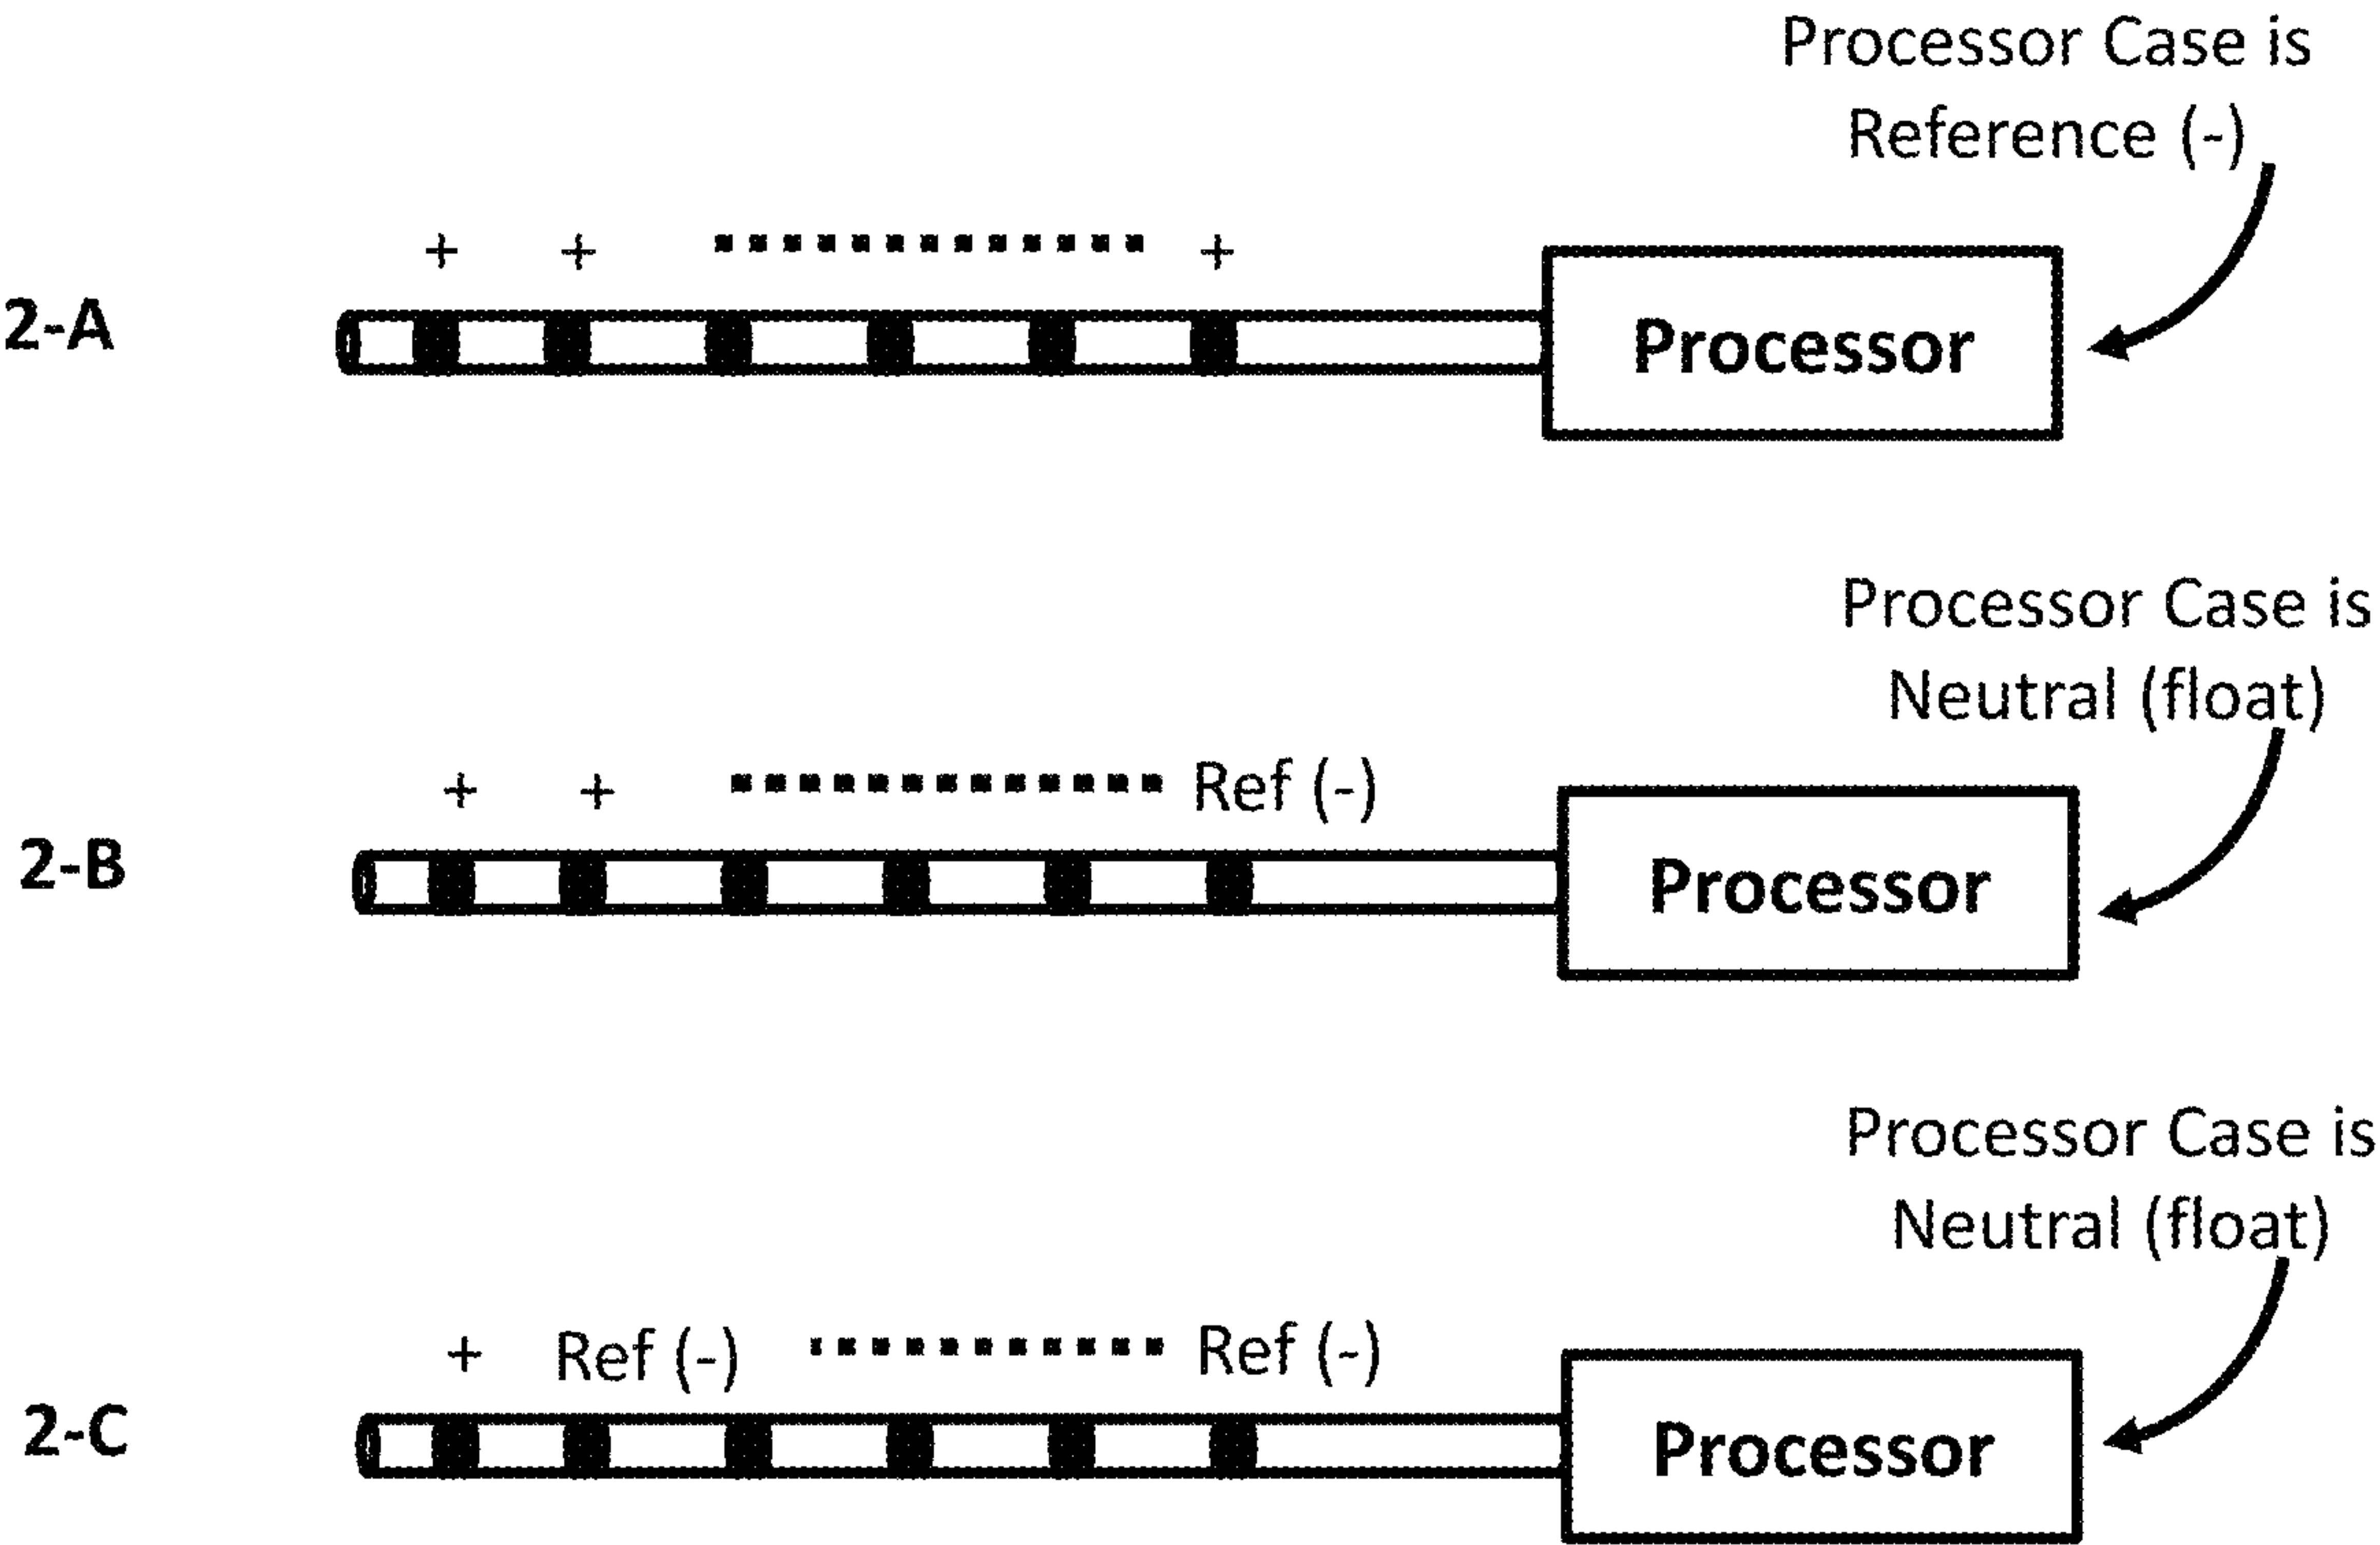 Processor Case is
Reference (-)
+ + +
2-A
Processor
Processor Case is
Neutral (float)
+ + Ref (-)
2-B
Processor
Processor Case is
Neutral (float)
+ Ref (-) Ref (-)
2-C
Processor